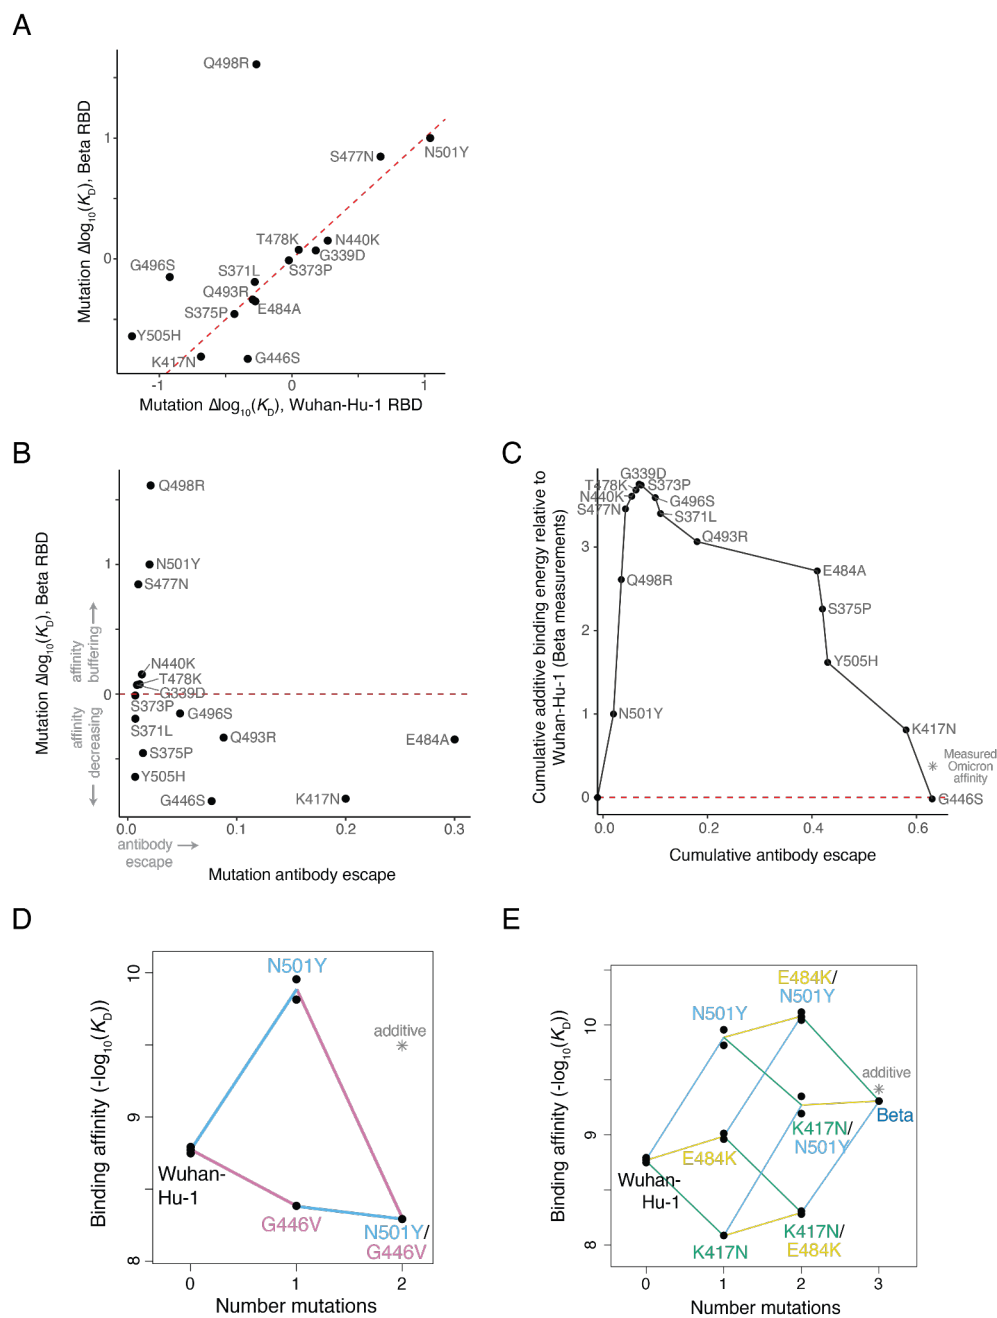 A
Q498R
1
N501Y
S477N
Mutation Δlog10(KD), Beta RBD
T478K
N440K
G339D
0
S373P
G496S
S371L
Q493R
E484A
S375P
Y505H
K417N
G446S
-1
0
1
Mutation Δlog10(KD), Wuhan-Hu-1 RBD
B
Q498R
1
N501Y
S477N
Mutation Δlog10(KD), Beta RBD
affinity
buffering
N440K
T478K
G339D
0
S373P
G496S
S371L
Q493R
E484A
affinity
decreasing
S375P
Y505H
G446S
K417N
0.0
0.1
0.2
0.3
antibody
escape
Mutation antibody escape
C
G339D
T478K
S373P
N440K
G496S
S477N
S371L
Cumulative additive binding energy relative to
Wuhan-Hu-1 (Beta measurements)
3
Q493R
Q498R
E484A
S375P
2
Y505H
1
N501Y
K417N
Measured
Omicron
affinity
0
G446S
0.0
0.2
0.4
0.6
Cumulative antibody escape
D
10
N501Y
additive
Binding affinity (-log10(KD))
9
Wuhan-
Hu-1
G446V
N501Y/
G446V
8
0
1
2
Number mutations
E
E484K/
N501Y
N501Y
10
additive
Binding affinity (-log10(KD))
Beta
9
K417N/
N501Y
E484K
Wuhan-
Hu-1
K417N/
E484K
K417N
8
0
1
2
3
Number mutations